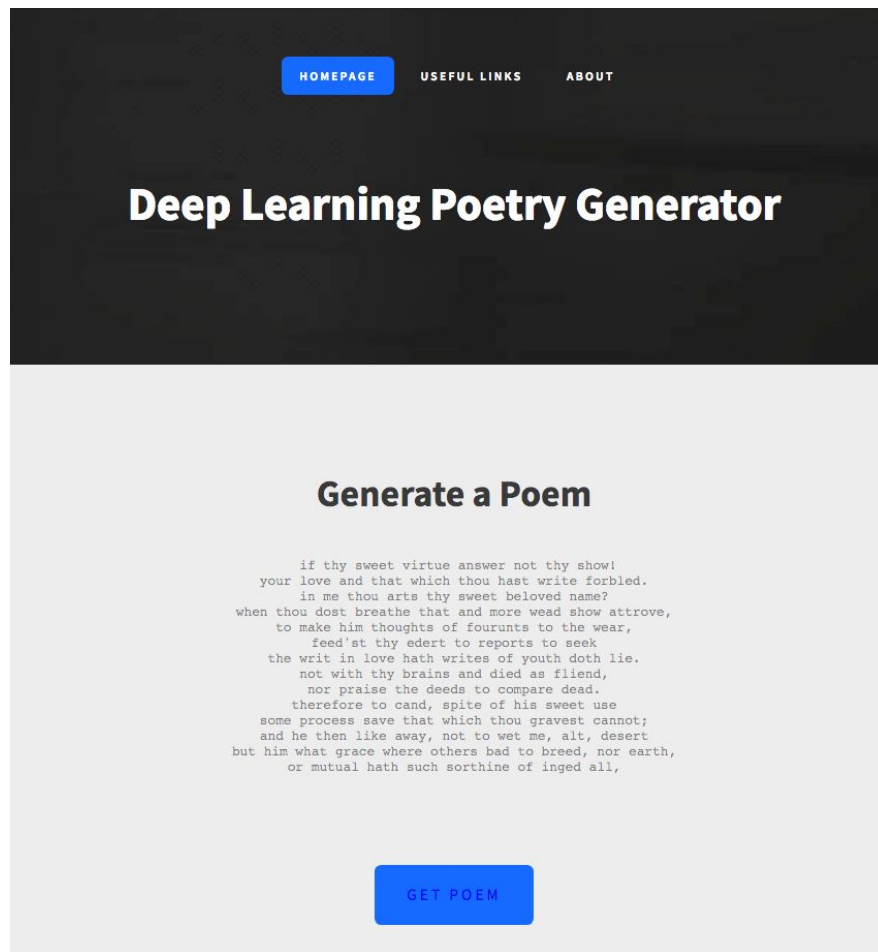 HOMEPAGE USEFUL LINKS ABOUT
Deep Learning Poetry Generator
Generate a Poem
if thy sweet virtue answer not thy show!
your love and that which thou hast write forbled.
in me thou arts thy sweet beloved name?
when thou dost breathe that and more wead show attrove,
to make him thoughts of fourunts to the wear,
feed'st thy edert to reports to seek
the writ in love hath writes of youth doth lie.
not with thy brains and died as fliend,
nor praise the deeds to compare dead.
therefore to cand, spite of his sweet use
some process save that which thou gravest cannot;
and he then like away, not to wet me, alt, desert
but him what grace where others bad to breed, nor earth,
or mutual hath such sorthine of inged all,
GET POEM